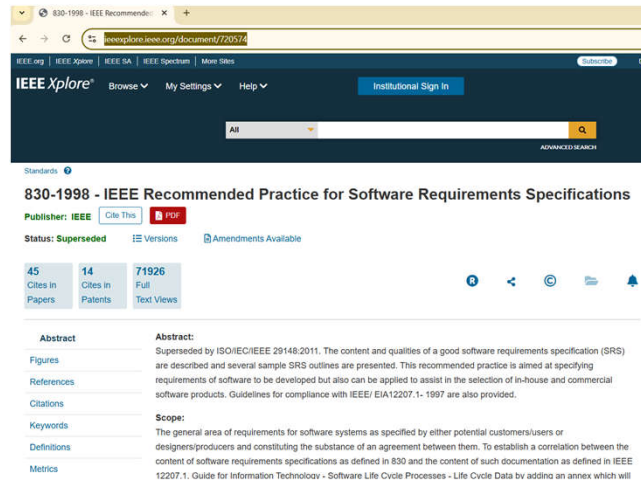 830-1998 - IEEE Recommended
ieeexplore.ieee.org/document/720574
IEEE.org | IEEE Xplore | IEEE SA | IEEE Spectrum | More Sites
Subscribe
IEEE Xplore®
Browse
My Settings
Help
Institutional Sign In
All
ADVANCED SEARCH
Standards
830-1998 - IEEE Recommended Practice for Software Requirements Specifications
Publisher: IEEE
Cite This
PDF
Status: Superseded
Versions
Amendments Available
45
Cites in
Papers
14
Cites in
Patents
71926
Full
Text Views
Abstract
Figures
References
Citations
Keywords
Definitions
Metrics
Abstract:
Superseded by ISO/IEC/IEEE 29148:2011. The content and qualities of a good software requirements specification (SRS)
are described and several sample SRS outlines are presented. This recommended practice is aimed at specifying
requirements of software to be developed but also can be applied to assist in the selection of in-house and commercial
software products. Guidelines for compliance with IEEE/ EIA12207.1- 1997 are also provided.
Scope:
The general area of requirements for software systems as specified by either potential customers/users or
designers/producers and constituting the substance of an agreement between them. To establish a correlation between the
content of software requirements specifications as defined in 830 and the content of such documentation as defined in IEEE
12207.1. Guide for Information Technology - Software Life Cycle Processes - Life Cycle Data by adding an annex which will